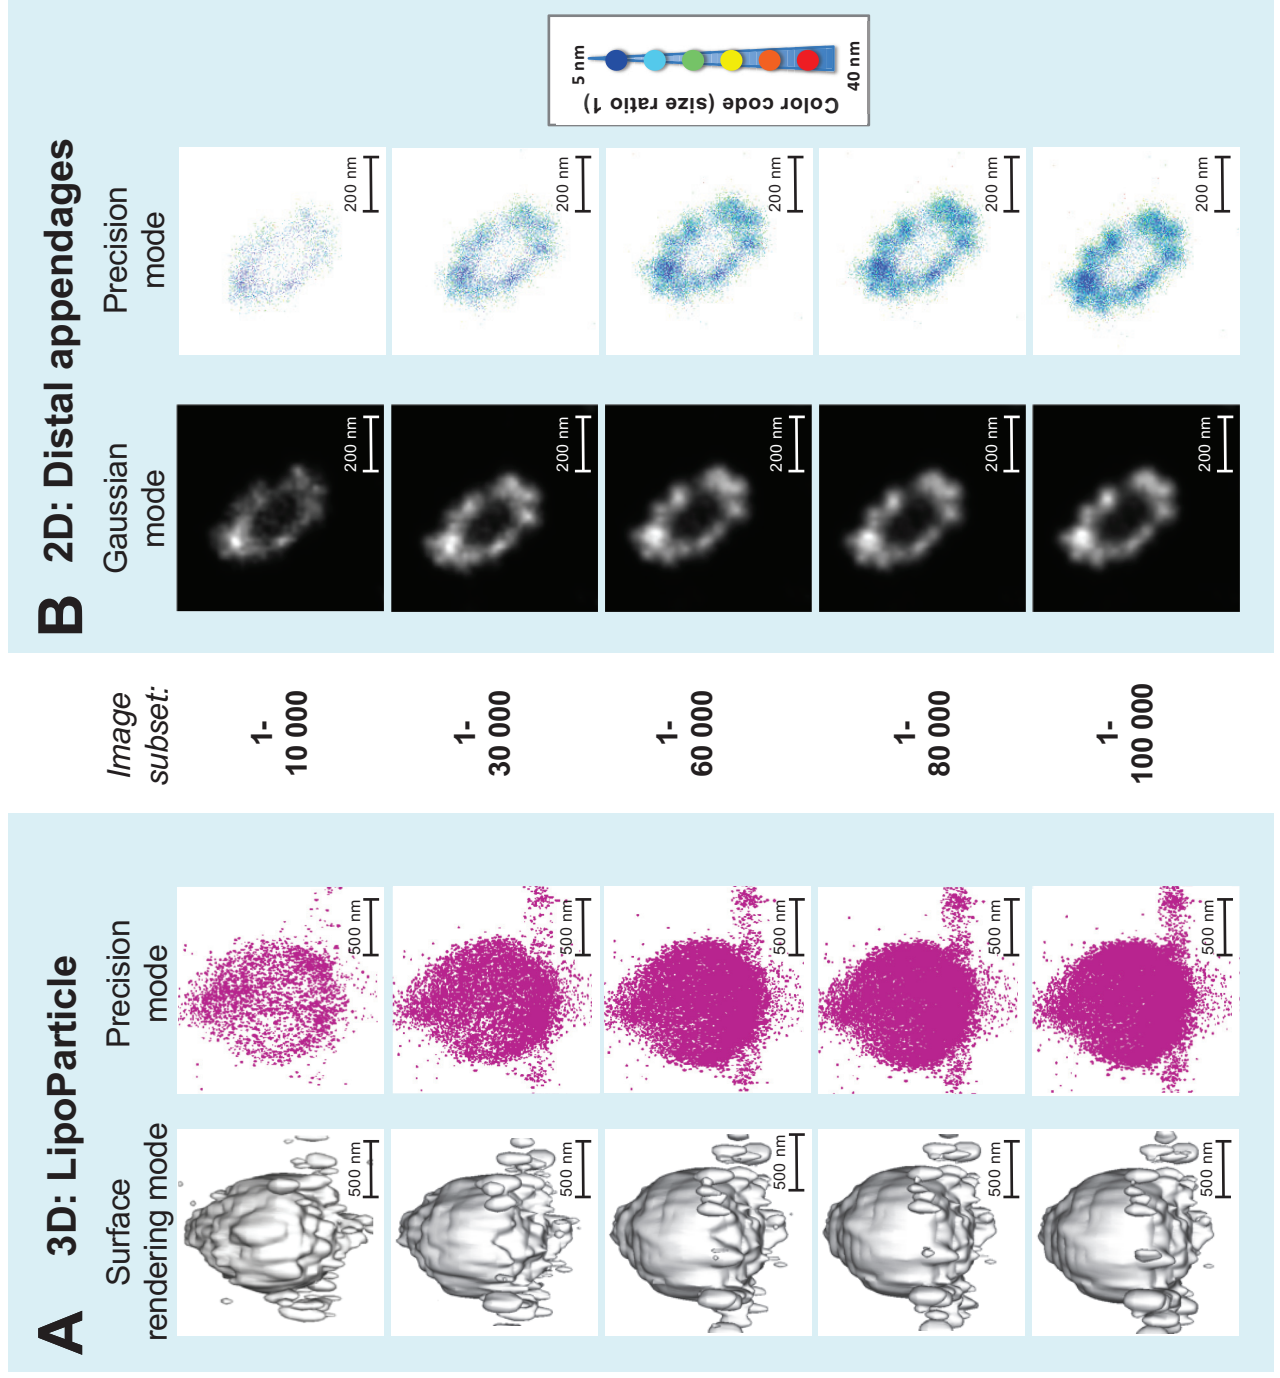 A 3D: LipoParticle
Surface
rendering mode
Precision
mode
500 nm
500 nm
500 nm
500 nm
500 nm
500 nm
500 nm
500 nm
500 nm
500 nm
Image
subset:
1-
10 000
1-
30 000
1-
60 000
1-
80 000
1-
100 000
B 2D: Distal appendages
Gaussian
mode
Precision
mode
200 nm
200 nm
200 nm
200 nm
200 nm
200 nm
200 nm
200 nm
200 nm
200 nm
Color code (size ratio 1)
5 nm
40 nm